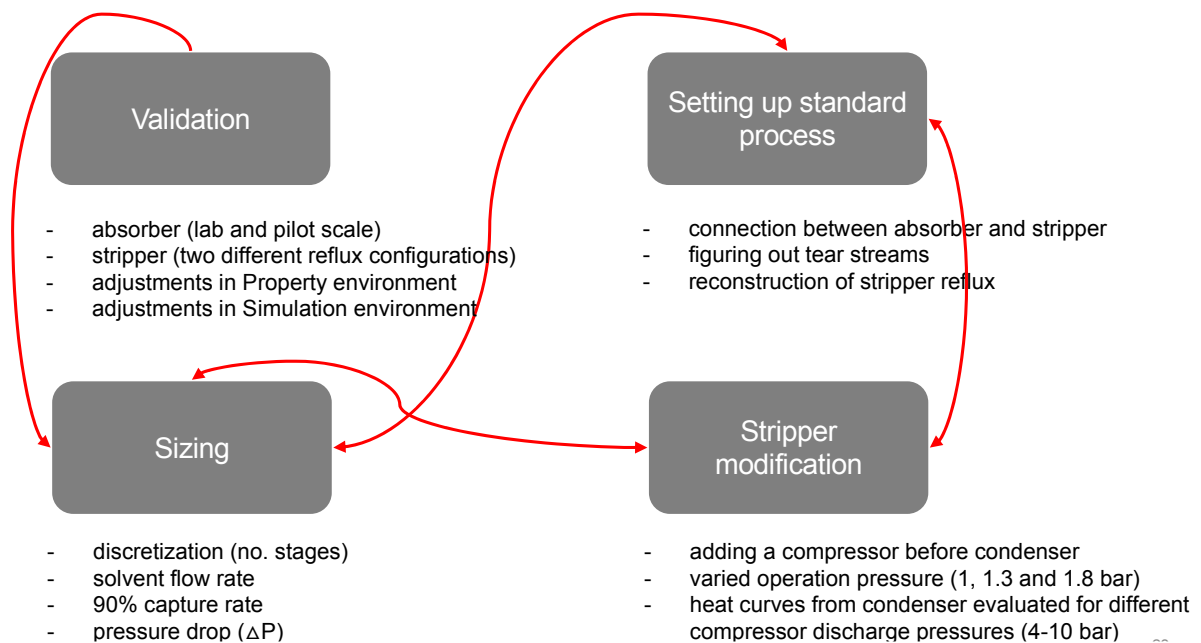 Validation
- absorber (lab and pilot scale)
- stripper (two different reflux configurations)
- adjustments in Property environment
- adjustments in Simulation environment
Setting up standard
process
- connection between absorber and stripper
- figuring out tear streams
- reconstruction of stripper reflux
Sizing
- discretization (no. stages)
- solvent flow rate
- 90% capture rate
- pressure drop (△P)
Stripper
modification
- adding a compressor before condenser
- varied operation pressure (1, 1.3 and 1.8 bar)
- heat curves from condenser evaluated for different
compressor discharge pressures (4-10 bar)